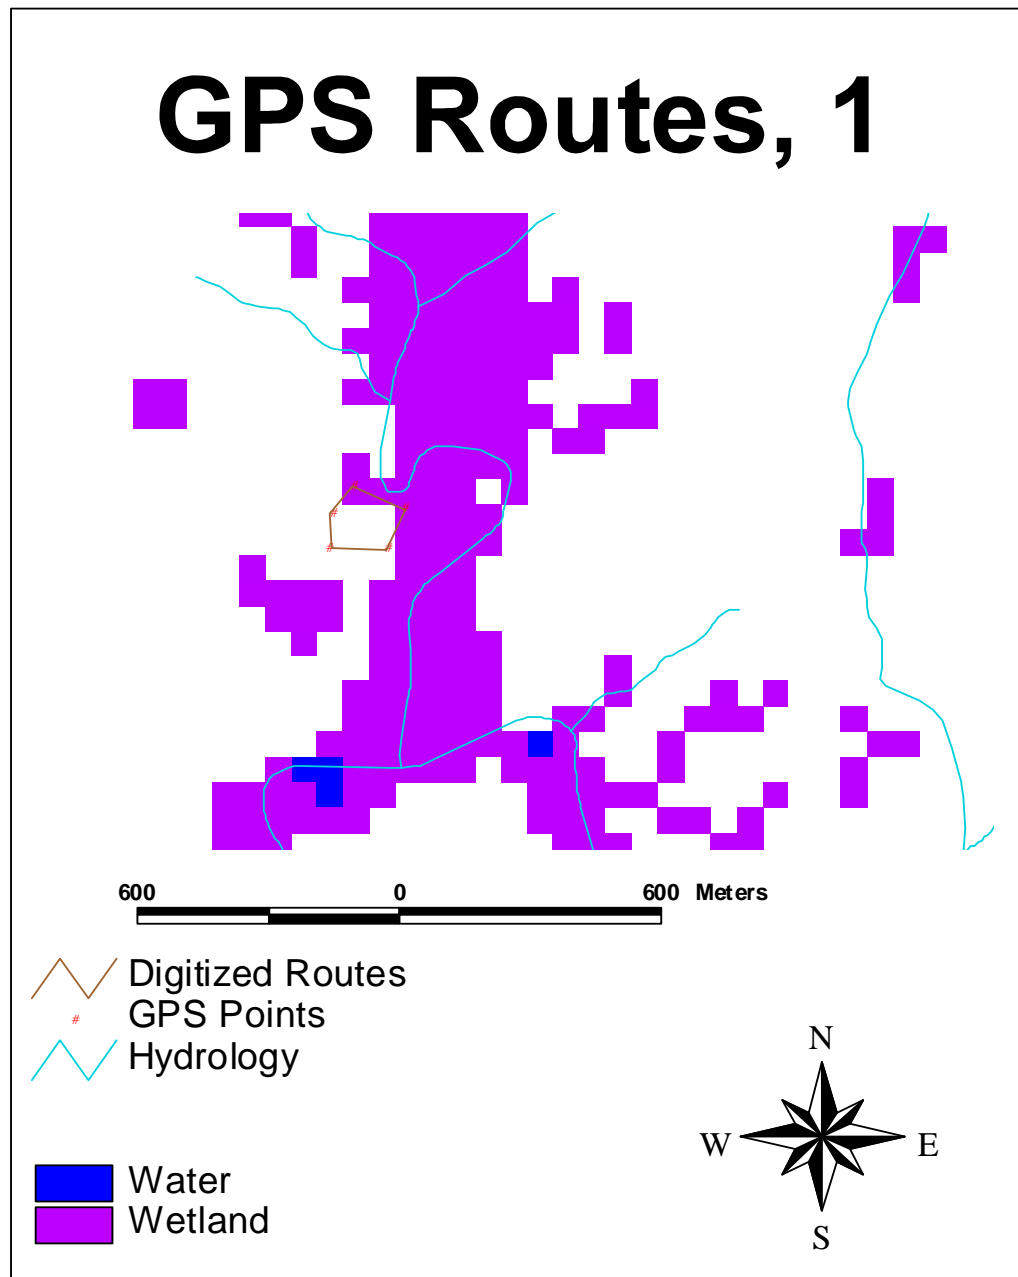 GPS Routes, 1
#
#
#
#
#
600 0 600 Meters
Digitized Routes
# GPS Points
Hydrology
N
W E
S
Water
Wetland